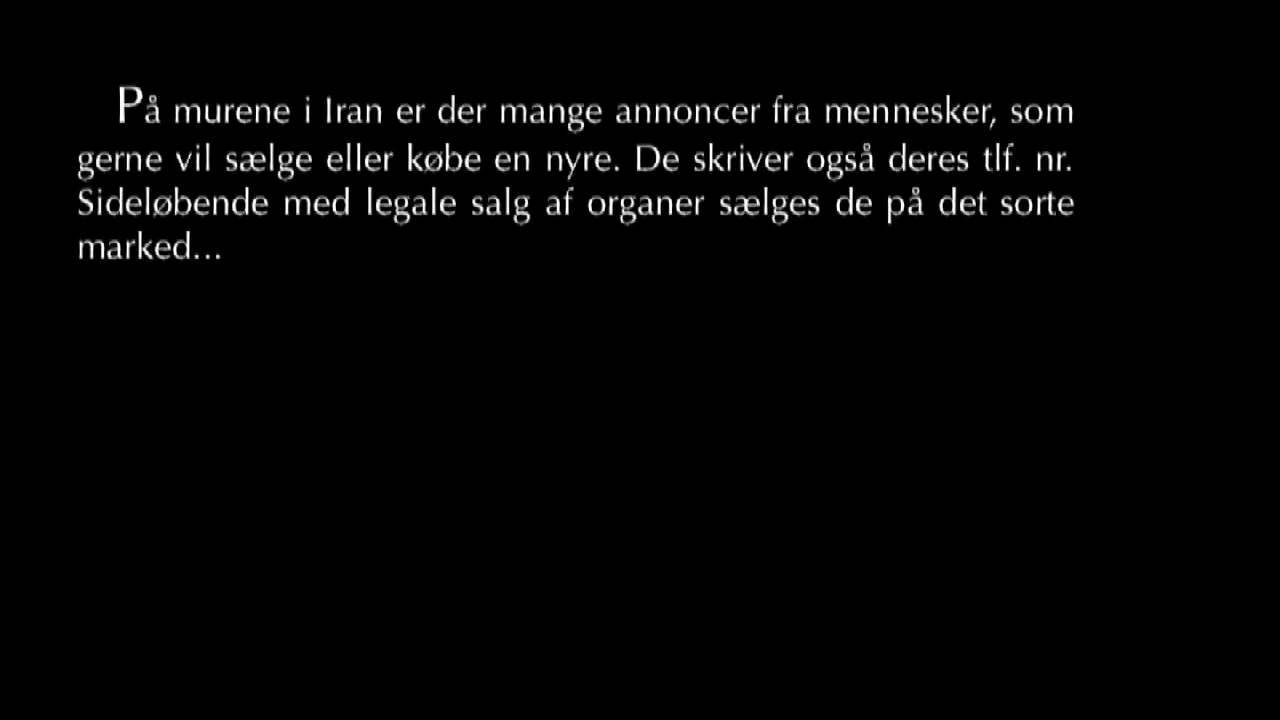 På murene i Iran er der mange annoncer fra mennesker, som
gerne vil sælge eller købe en nyre. De skriver også deres tlf. nr.
Sideløbende med legale salg af organer sælges de på det sorte
marked...